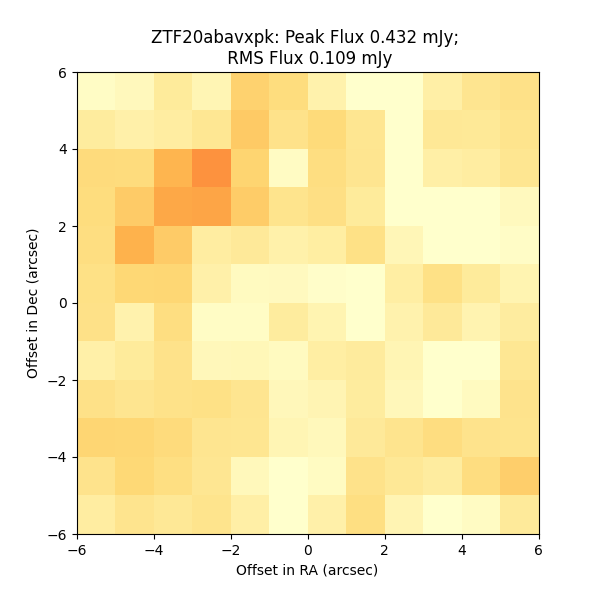 ZTF20abavxpk: Peak Flux 0.432 mJy;
RMS Flux 0.109 mJy
6
4
2
0
−2
−4
−6
Offset in Dec (arcsec)
−6 −4 −2 0 2 4 6
Offset in RA (arcsec)